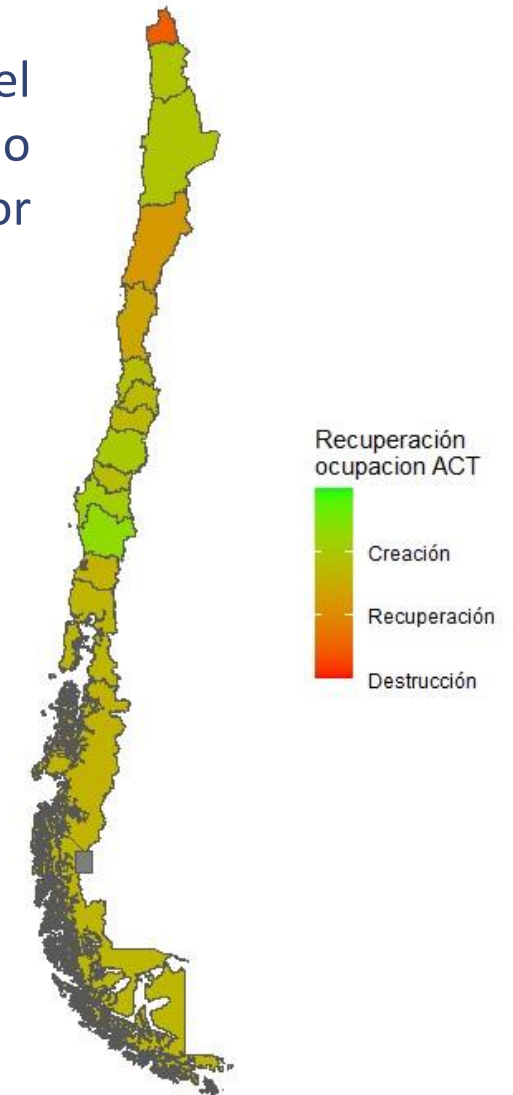 el
o
or
Recuperación
ocupacion ACT
Creación
Recuperación
Destrucción